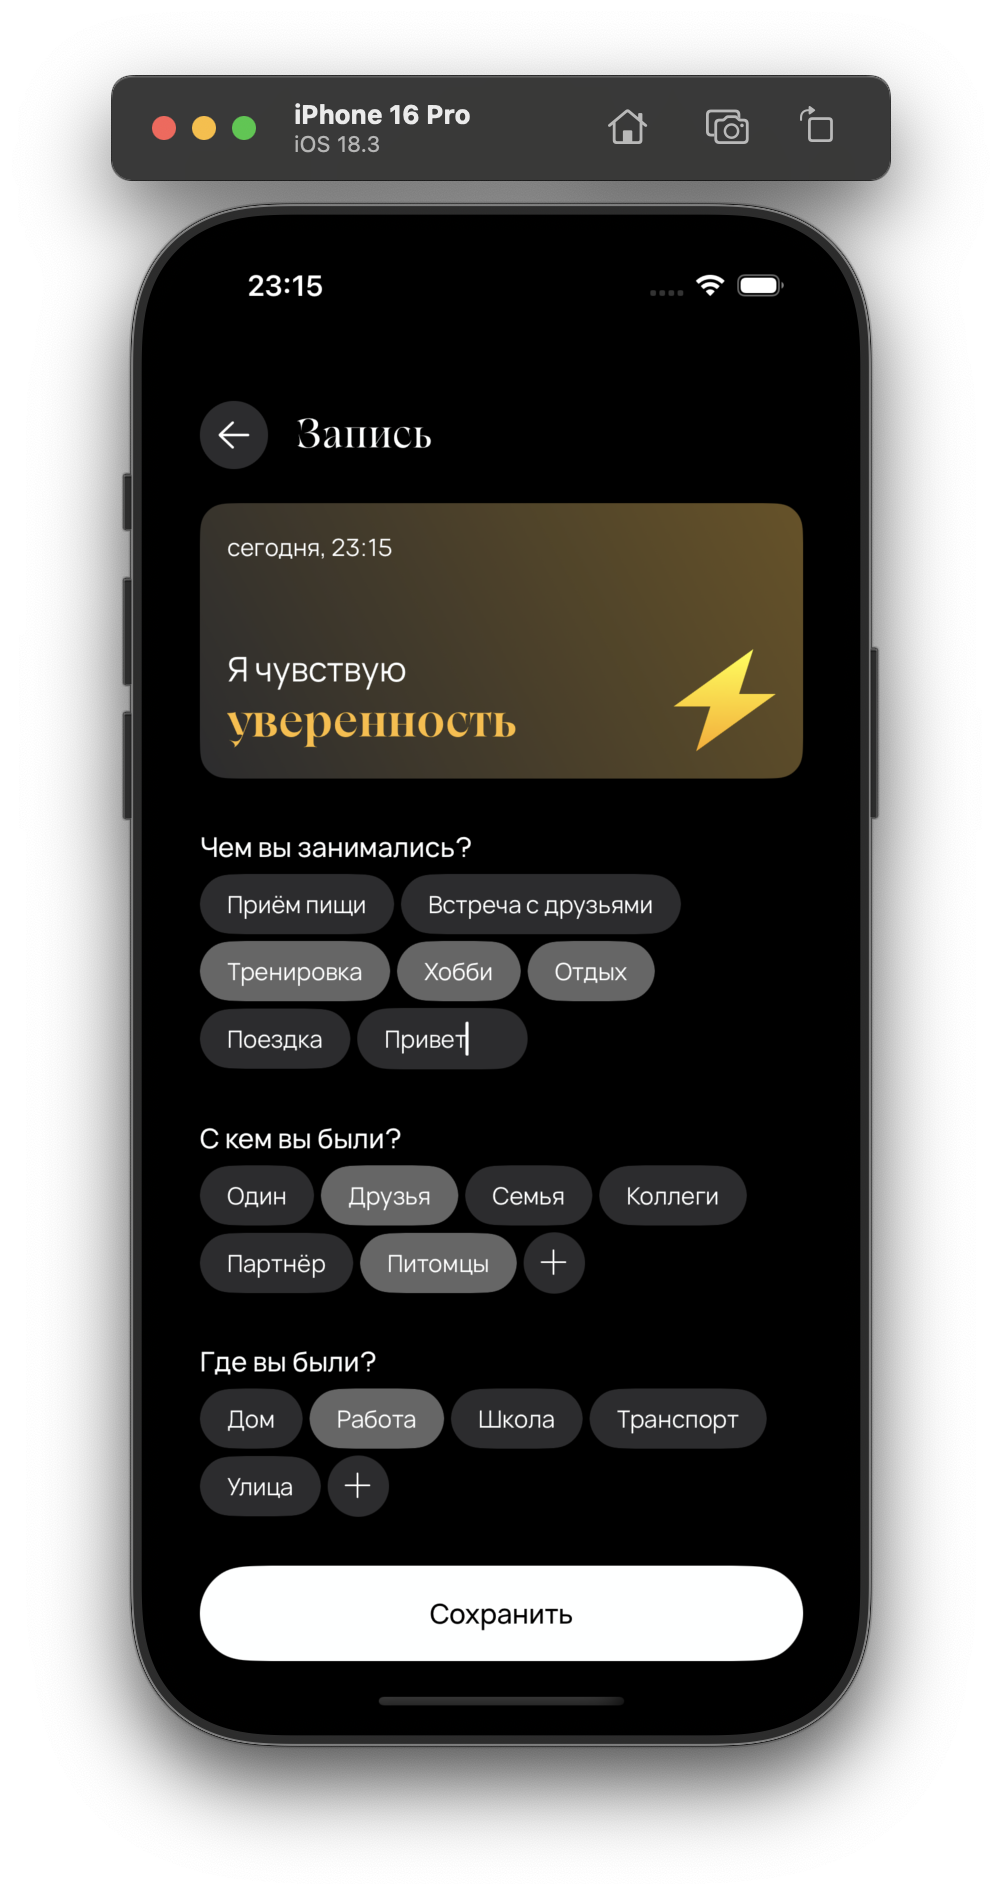 iPhone 16 Pro
iOS 18.3
23:15
Запись
сегодня, 23:15
Я чувствую
уверенность
Чем вы занимались?
Приём пищи Встреча с друзьями
Тренировка Хобби Отдых
Поездка Привет
С кем вы были?
Один Друзья Семья Коллеги
Партнёр Питомцы +
Где вы были?
Дом Работа Школа Транспорт
Улица +
Сохранить